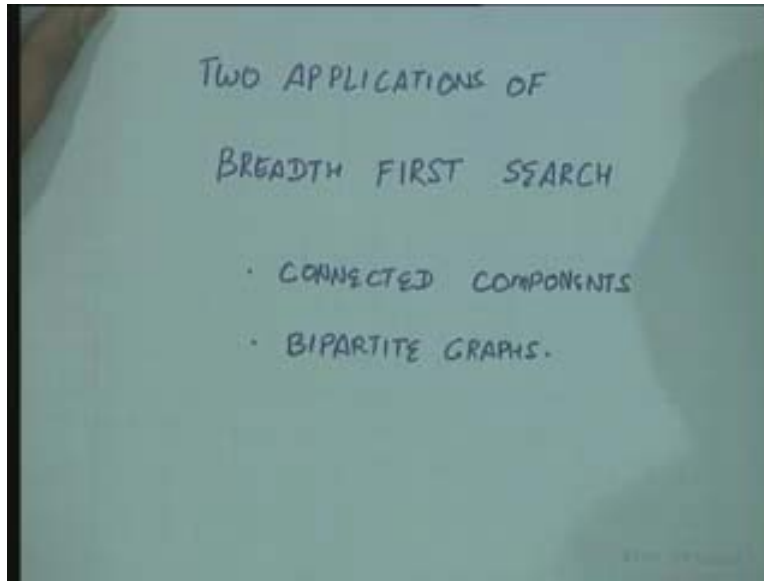 TWO APPLICATIONS OF
BREADTH FIRST SEARCH
· CONNECTED COMPONENTS
· BIPARTITE GRAPHS.